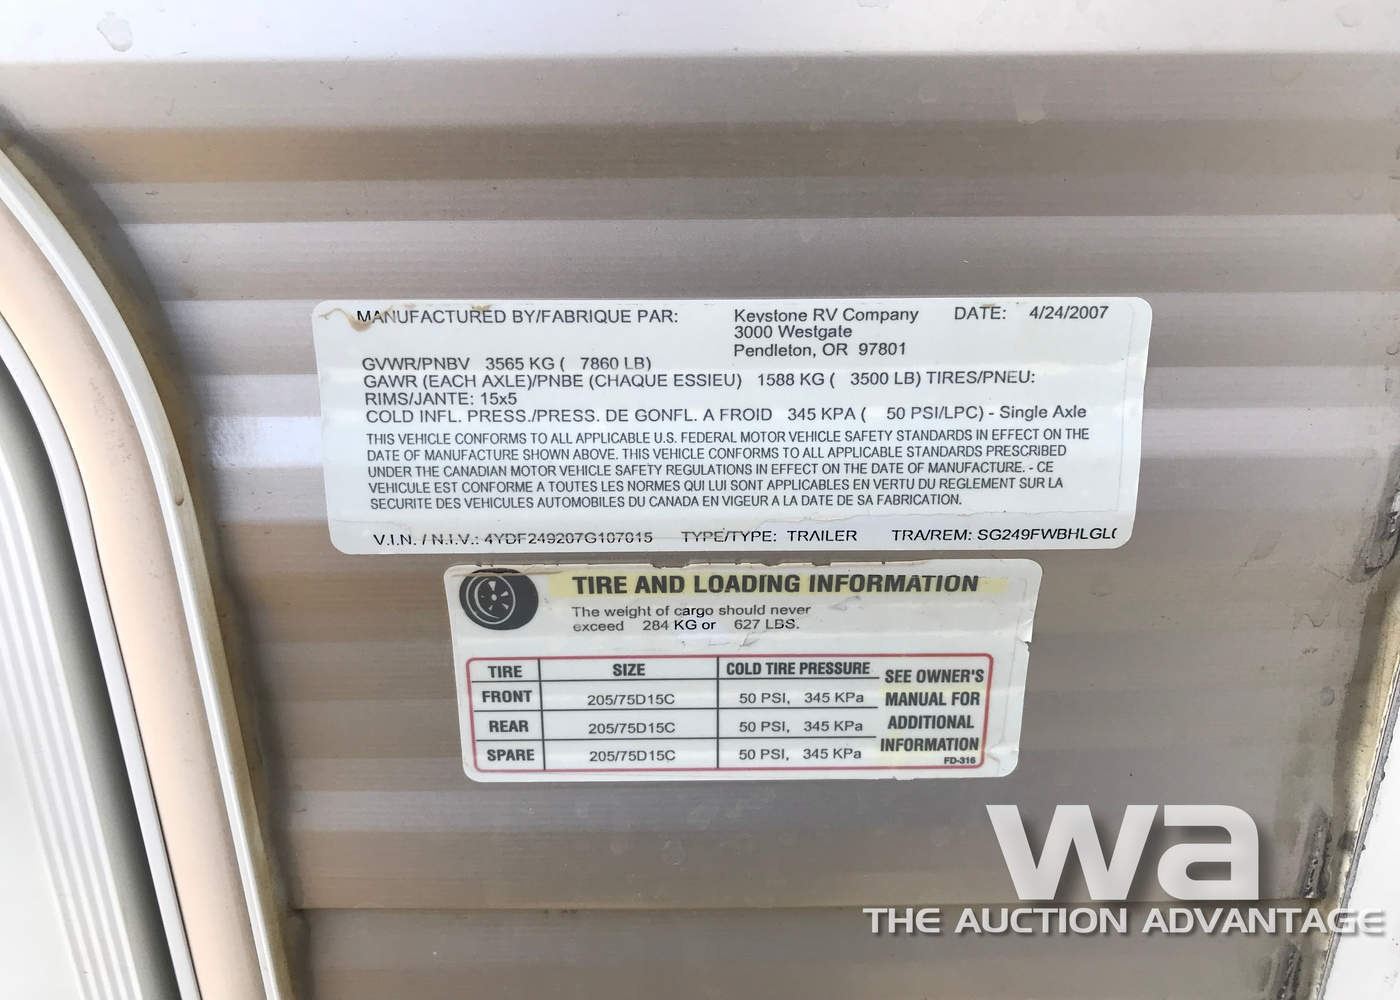 MANUFACTURED BY/FABRIQUE PAR: Keystone RV Company DATE: 4/24/2007
3000 Westgate
Pendleton, OR 97801
GVWR/PNBV 3565 KG ( 7860 LB)
GAWR (EACH AXLE)/PNBE (CHAQUE ESSIEU) 1588 KG ( 3500 LB) TIRES/PNEU:
RIMS/JANTE: 15x5
COLD INFL. PRESS./PRESS. DE GONFL. A FROID 345 KPA ( 50 PSI/LPC) - Single Axle
THIS VEHICLE CONFORMS TO ALL APPLICABLE U.S. FEDERAL MOTOR VEHICLE SAFETY STANDARDS IN EFFECT ON THE
DATE OF MANUFACTURE SHOWN ABOVE. THIS VEHICLE CONFORMS TO ALL APPLICABLE STANDARDS PRESCRIBED
UNDER THE CANADIAN MOTOR VEHICLE SAFETY REGULATIONS IN EFFECT ON THE DATE OF MANUFACTURE. - CE
VEHICULE EST CONFORME A TOUTES LES NORMES QUI LUI SONT APPLICABLES EN VERTU DU REGLEMENT SUR LA
SECURITE DES VEHICULES AUTOMOBILES DU CANADA EN VIGEUR A LA DATE DE SA FABRICATION.
V.I.N. / N.I.V.: 4YDF249207G107015 TYPE/TYPE: TRAILER TRA/REM: SG249FWBHLGL
TIRE AND LOADING INFORMATION
The weight of cargo should never
exceed 284 KG or 627 LBS.
TIRE SIZE COLD TIRE PRESSURE SEE OWNER'S
FRONT 205/75D15C 50 PSI, 345 KPa MANUAL FOR
REAR 205/75D15C 50 PSI, 345 KPa ADDITIONAL
SPARE 205/75D15C 50 PSI, 345 KPa INFORMATION
FD-316
wa
THE AUCTION ADVANTAGE